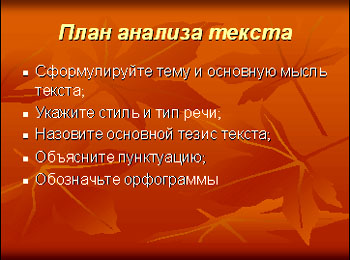 План анализа текста
Сформулируйте тему и основную мысль
текста;
Укажите стиль и тип речи;
Назовите основной тезис текста;
Объясните пунктуацию;
Обозначьте орфограммы